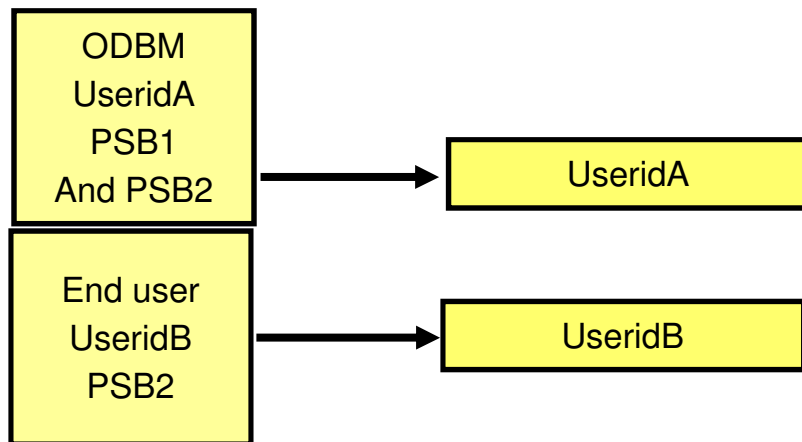 ODBM
UseridA
PSB1
And PSB2
UseridA
End user
UseridB
PSB2
UseridB